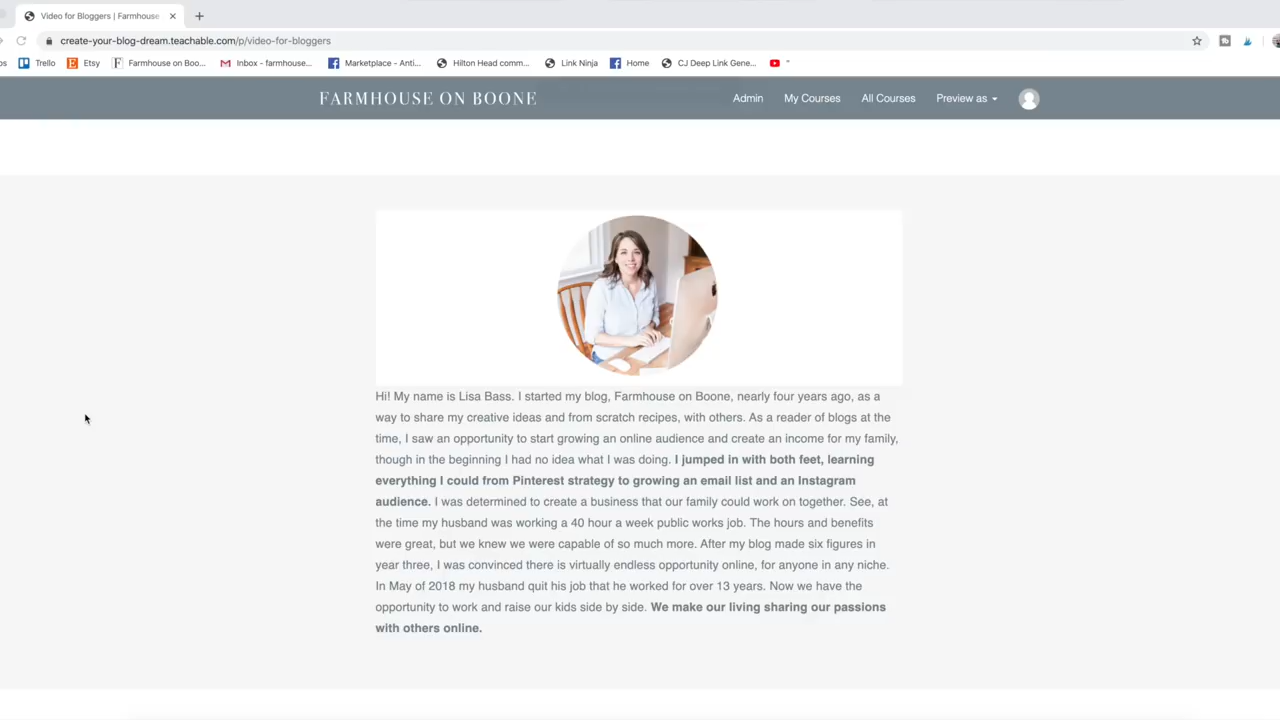 Video for Bloggers | Farmhouse
create-your-blog-dream.teachable.com/p/video-for-bloggers
ps Trello Etsy Farmhouse on Boo... Inbox - farmhouse... Marketplace - Anti... Hilton Head comm... Link Ninja Home CJ Deep Link Gene...
FARMHOUSE ON BOONE Admin My Courses All Courses Preview as
Hi! My name is Lisa Bass. I started my blog, Farmhouse on Boone, nearly four years ago, as a
way to share my creative ideas and from scratch recipes, with others. As a reader of blogs at the
time, I saw an opportunity to start growing an online audience and create an income for my family,
though in the beginning I had no idea what I was doing. I jumped in with both feet, learning
everything I could from Pinterest strategy to growing an email list and an Instagram
audience. I was determined to create a business that our family could work on together. See, at
the time my husband was working a 40 hour a week public works job. The hours and benefits
were great, but we knew we were capable of so much more. After my blog made six figures in
year three, I was convinced there is virtually endless opportunity online, for anyone in any niche.
In May of 2018 my husband quit his job that he worked for over 13 years. Now we have the
opportunity to work and raise our kids side by side. We make our living sharing our passions
with others online.